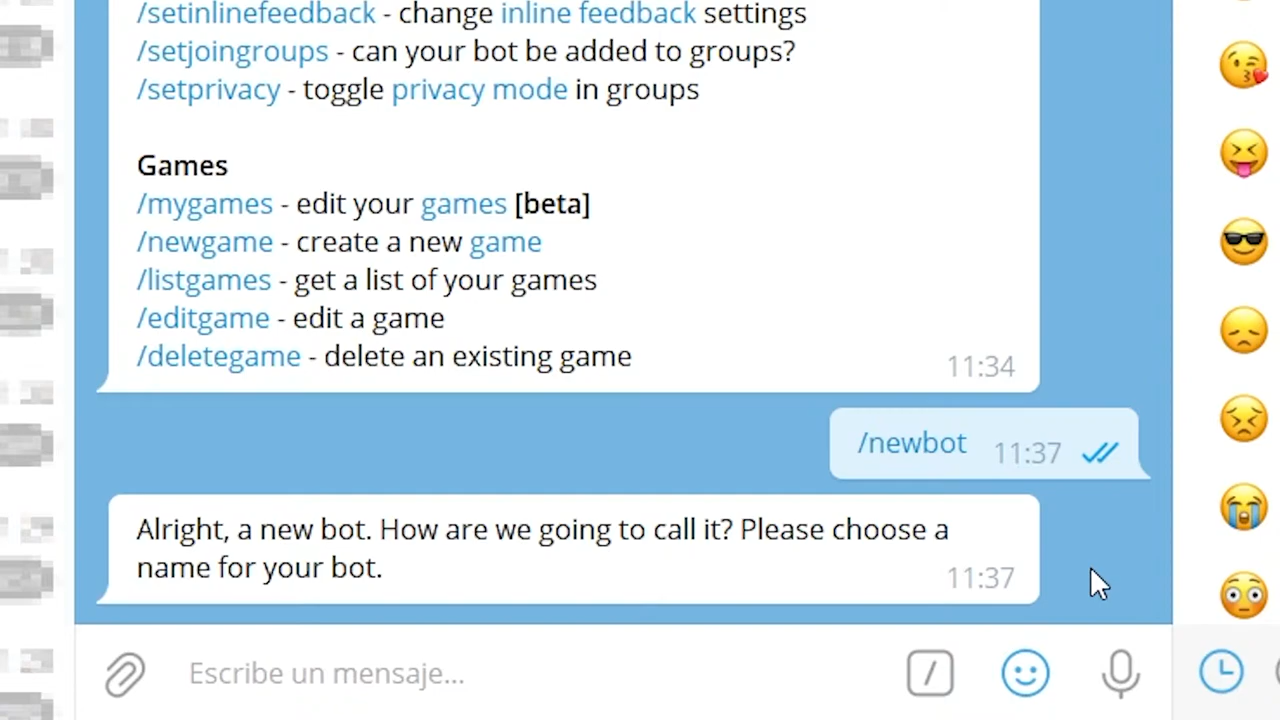 /setinlinefeedback - change inline feedback settings
/setjoingroups - can your bot be added to groups?
/setprivacy - toggle privacy mode in groups
Games
/mygames - edit your games [beta]
/newgame - create a new game
/listgames - get a list of your games
/editgame - edit a game
/deletegame - delete an existing game
11:34
/newbot 11:37
Alright, a new bot. How are we going to call it? Please choose a
name for your bot.
11:37
Escribe un mensaje...